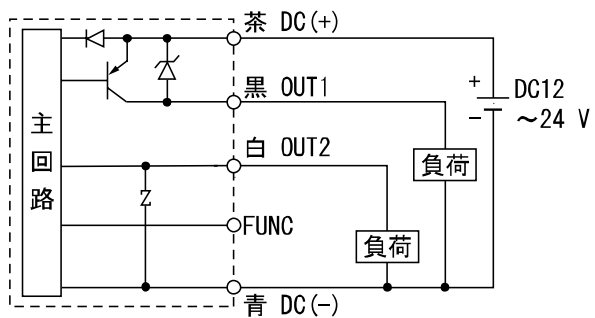 茶 DC(+)
黒 OUT1
白 OUT2
FUNC
青 DC(−)
主回路
負荷
負荷
+
−
DC12
～24 V